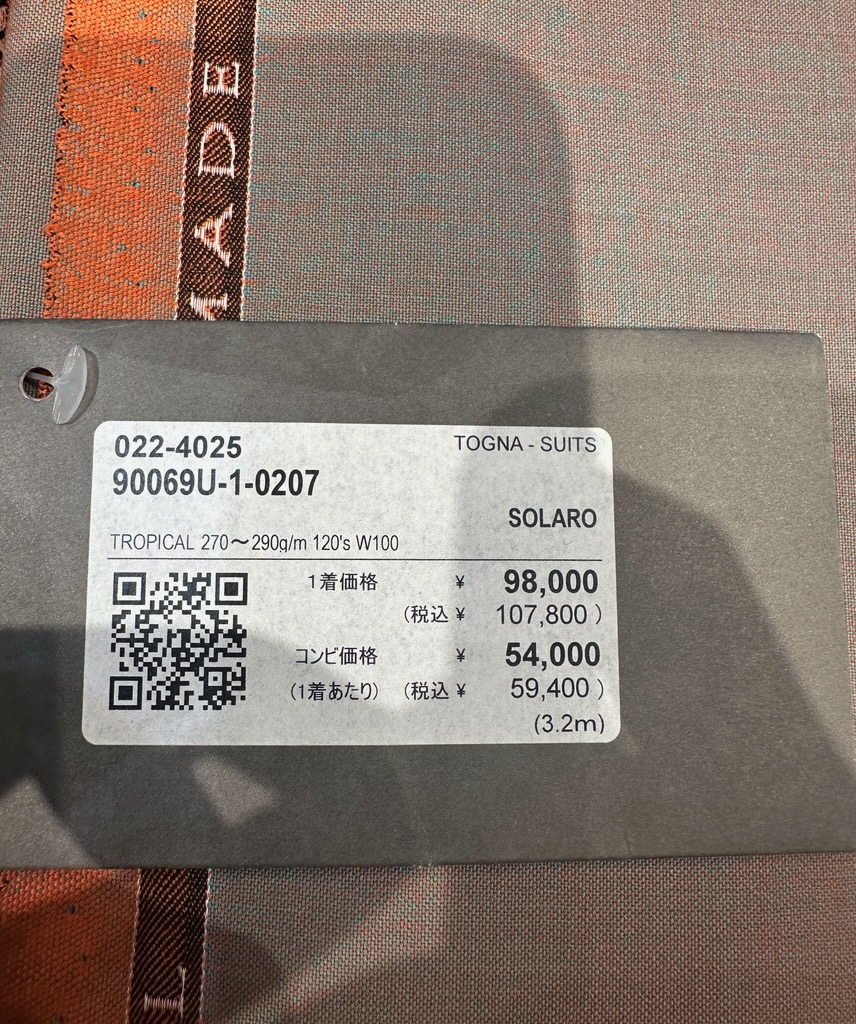 MADE
022-4025
TOGNA - SUITS
90069U-1-0207
SOLARO
TROPICAL 270～290g/m 120's W100
1着価格 ¥ 98,000
(税込 ¥ 107,800 )
コンビ価格 ¥ 54,000
(1着あたり) (税込 ¥ 59,400 )
(3.2m)